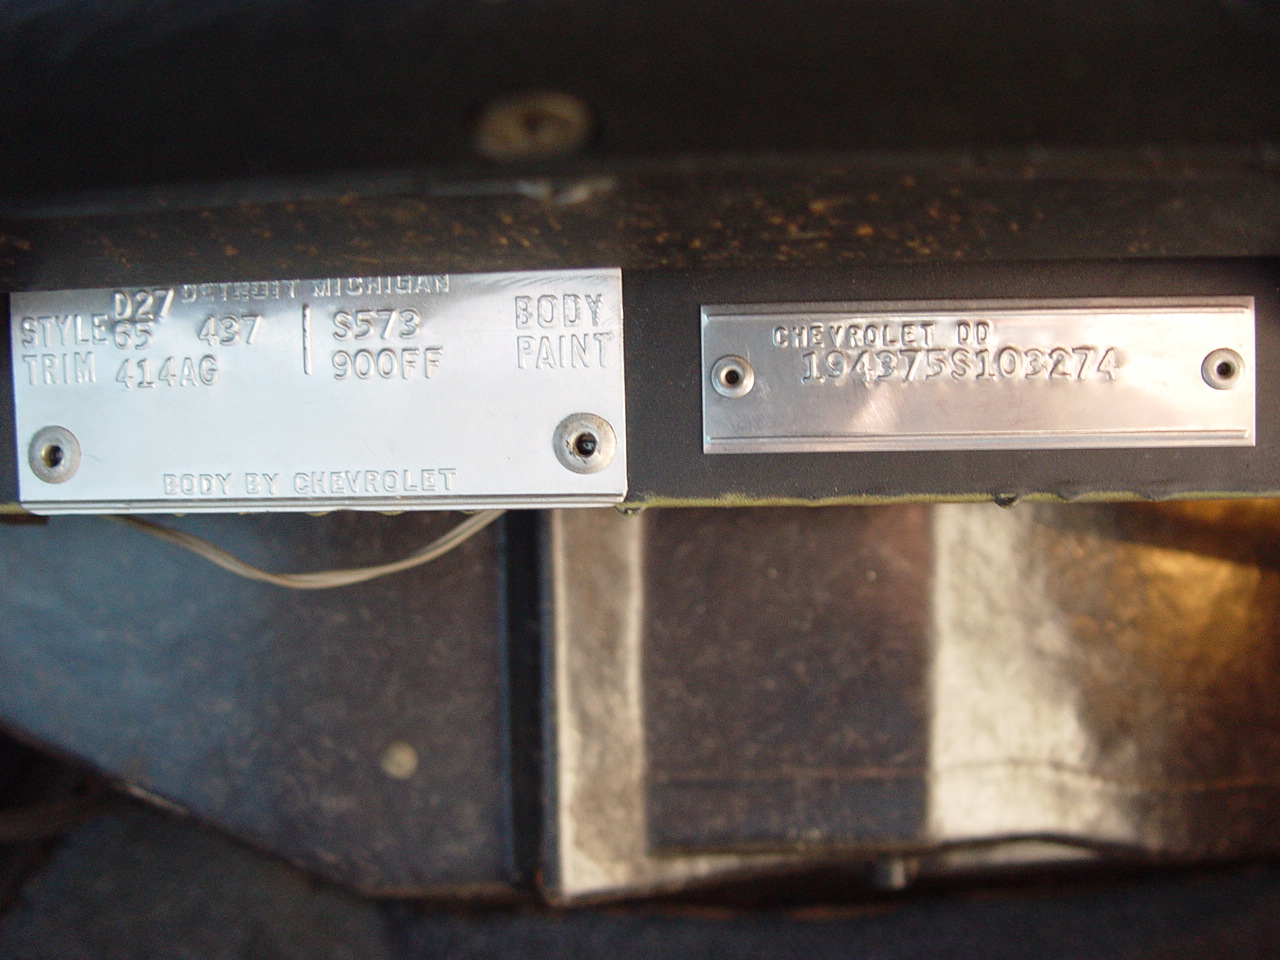 DETROIT MICHIGAN
D27
STYLE 65 437 S573 BODY
TRIM 414AG 900FF PAINT
BODY BY CHEVROLET
CHEVROLET DD
194375S103274